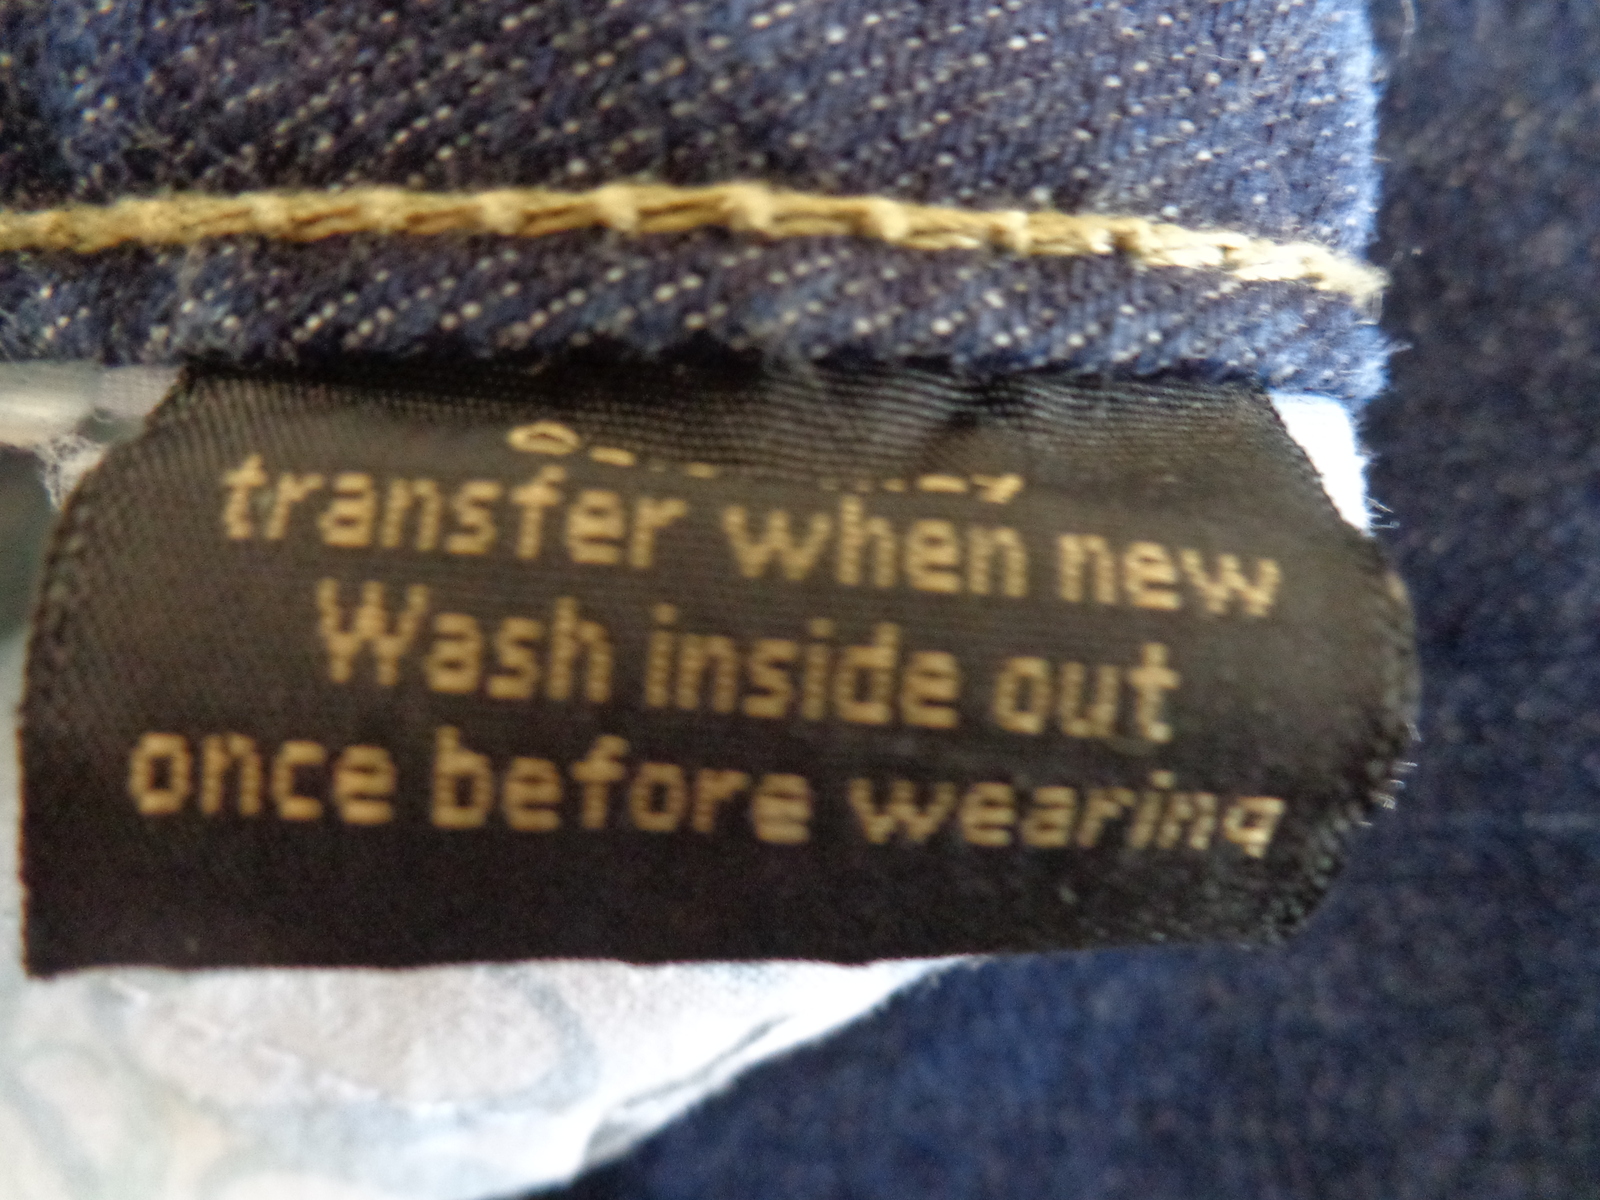 transfer when new
Wash inside out
once before wearing